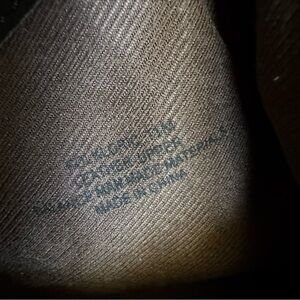 LEATHER UPPER
BALANCE MAN MADE MATERIALS
MADE IN CHINA